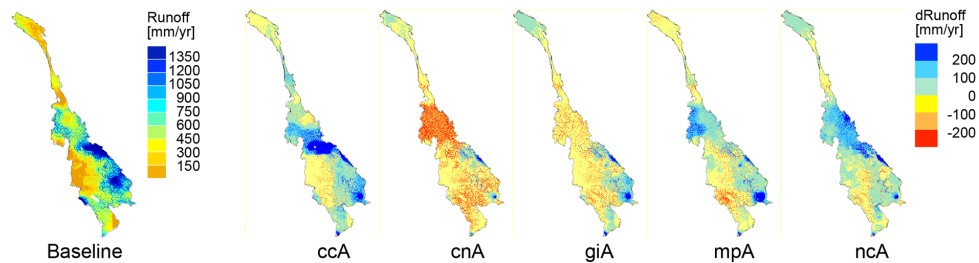 Runoff
[mm/yr]
1350
1200
1050
900
750
600
450
300
150
Baseline
ccA
cnA
giA
mpA
ncA
dRunoff
[mm/yr]
200
100
0
-100
-200